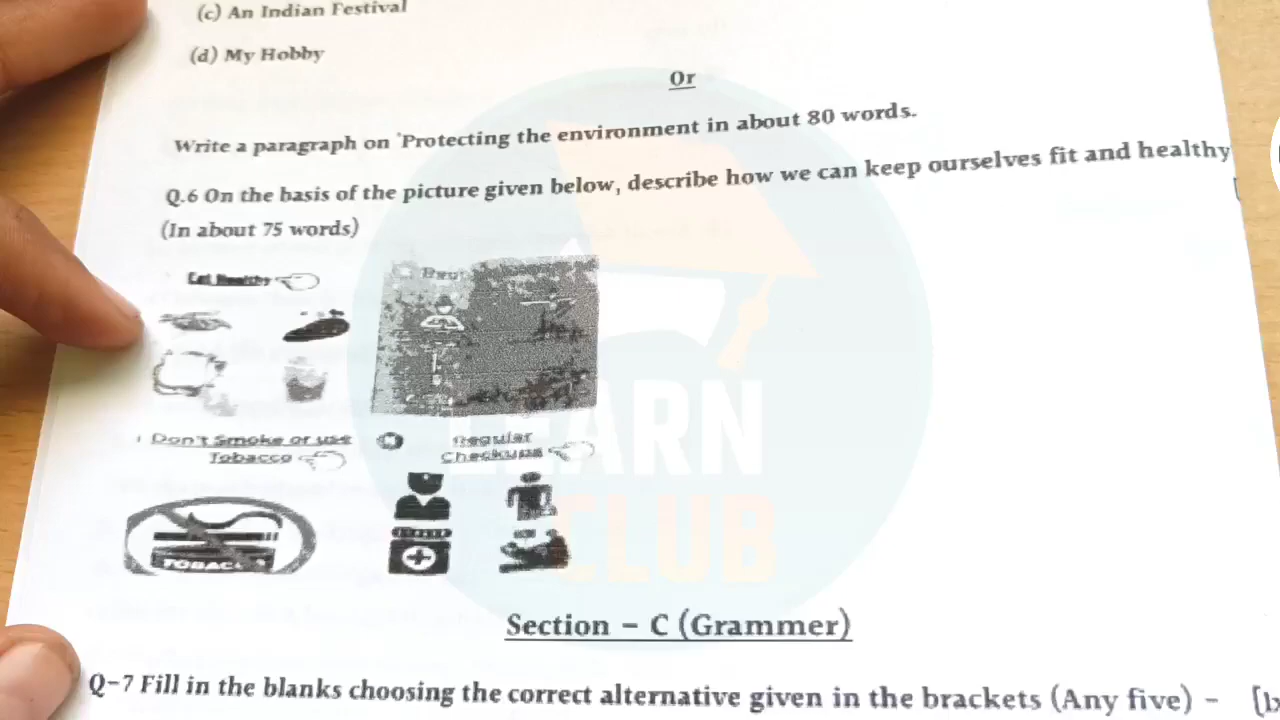 (c) An Indian Festival
(d) My Hobby
Or
Write a paragraph on 'Protecting the environment in about 80 words.
Q.6 On the basis of the picture given below, describe how we can keep ourselves fit and healthy
(In about 75 words)
Eat Healthy
Don't Smoke or use
Tobacco
Regular
Checkups
TOBAC
LEARN
CLUB
Section – C (Grammer)
Q-7 Fill in the blanks choosing the correct alternative given in the brackets (Any five) –